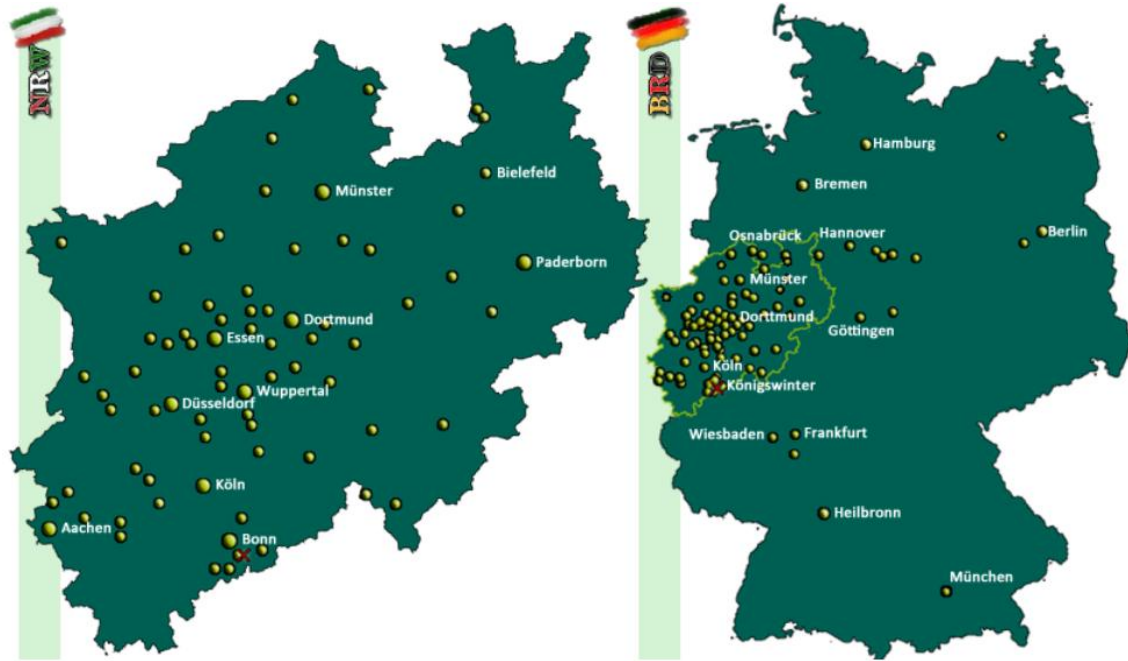 NRW
Münster
Bielefeld
Paderborn
Dortmund
Essen
Wuppertal
Düsseldorf
Köln
Aachen
Bonn
BRD
Hamburg
Bremen
Berlin
Osnabrück
Hannover
Münster
Dorttmund
Göttingen
Köln
Königswinter
Wiesbaden
Frankfurt
Heilbronn
München